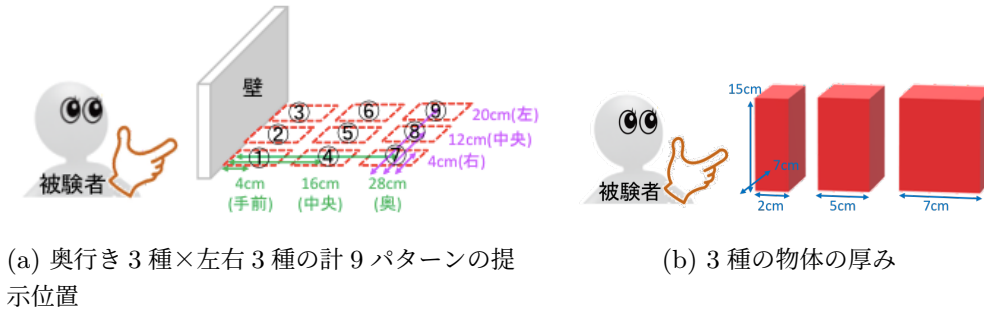 被験者
壁
③ ⑥ ⑨
② ⑤ ⑧
① ④ ⑦
20cm(左)
12cm(中央)
4cm(右)
4cm
(手前)
16cm
(中央)
28cm
(奥)
被験者
15cm
7cm
2cm
5cm
7cm
(a) 奥行き 3 種×左右 3 種の計 9 パターンの提
示位置
(b) 3 種の物体の厚み